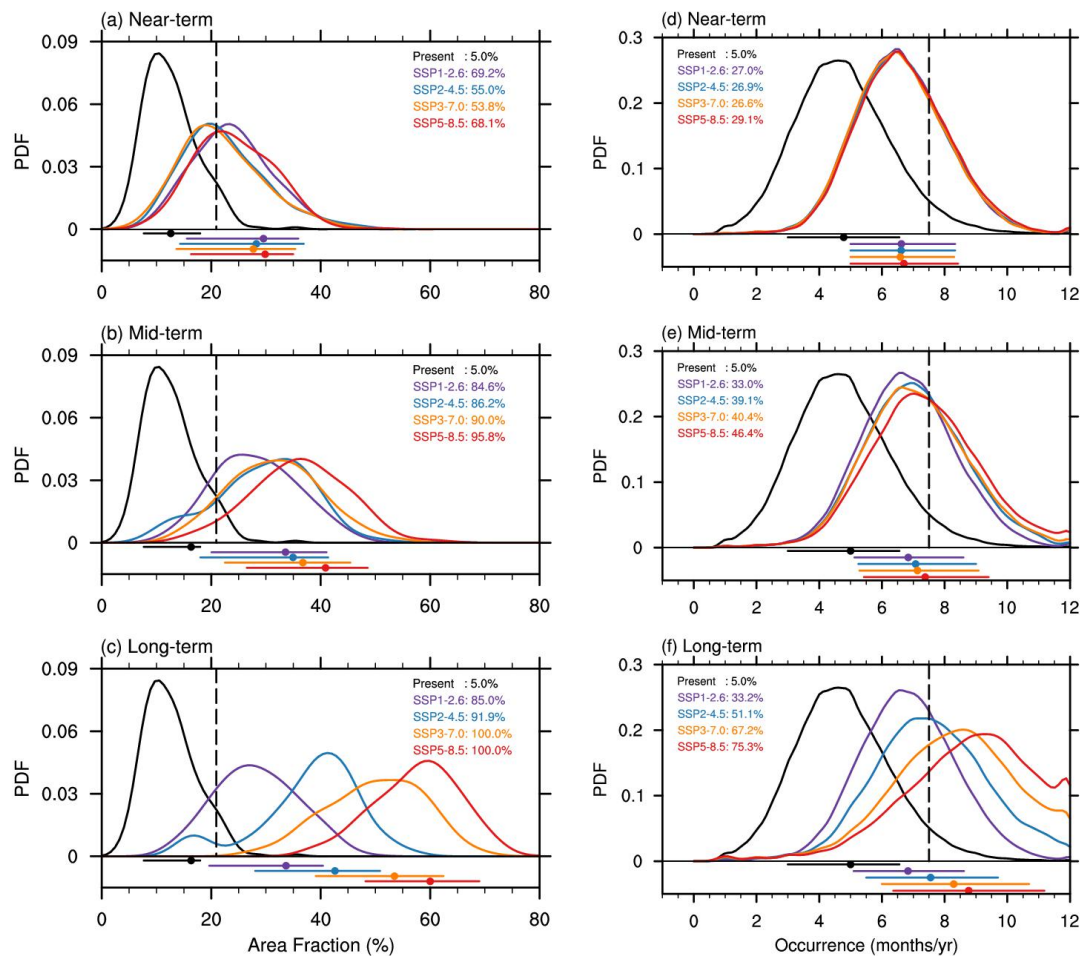 (a) Near-term
PDF
0.09
0.06
0.03
0
Present : 5.0%
SSP1-2.6: 69.2%
SSP2-4.5: 55.0%
SSP3-7.0: 53.8%
SSP5-8.5: 68.1%
0 20 40 60 80
(d) Near-term
PDF
0.3
0.2
0.1
0
Present : 5.0%
SSP1-2.6: 27.0%
SSP2-4.5: 26.9%
SSP3-7.0: 26.6%
SSP5-8.5: 29.1%
0 2 4 6 8 10 12
(b) Mid-term
PDF
0.09
0.06
0.03
0
Present : 5.0%
SSP1-2.6: 84.6%
SSP2-4.5: 86.2%
SSP3-7.0: 90.0%
SSP5-8.5: 95.8%
0 20 40 60 80
(e) Mid-term
PDF
0.3
0.2
0.1
0
Present : 5.0%
SSP1-2.6: 33.0%
SSP2-4.5: 39.1%
SSP3-7.0: 40.4%
SSP5-8.5: 46.4%
0 2 4 6 8 10 12
(c) Long-term
PDF
0.09
0.06
0.03
0
Present : 5.0%
SSP1-2.6: 85.0%
SSP2-4.5: 91.9%
SSP3-7.0: 100.0%
SSP5-8.5: 100.0%
0 20 40 60 80
Area Fraction (%)
(f) Long-term
PDF
0.3
0.2
0.1
0
Present : 5.0%
SSP1-2.6: 33.2%
SSP2-4.5: 51.1%
SSP3-7.0: 67.2%
SSP5-8.5: 75.3%
0 2 4 6 8 10 12
Occurrence (months/yr)